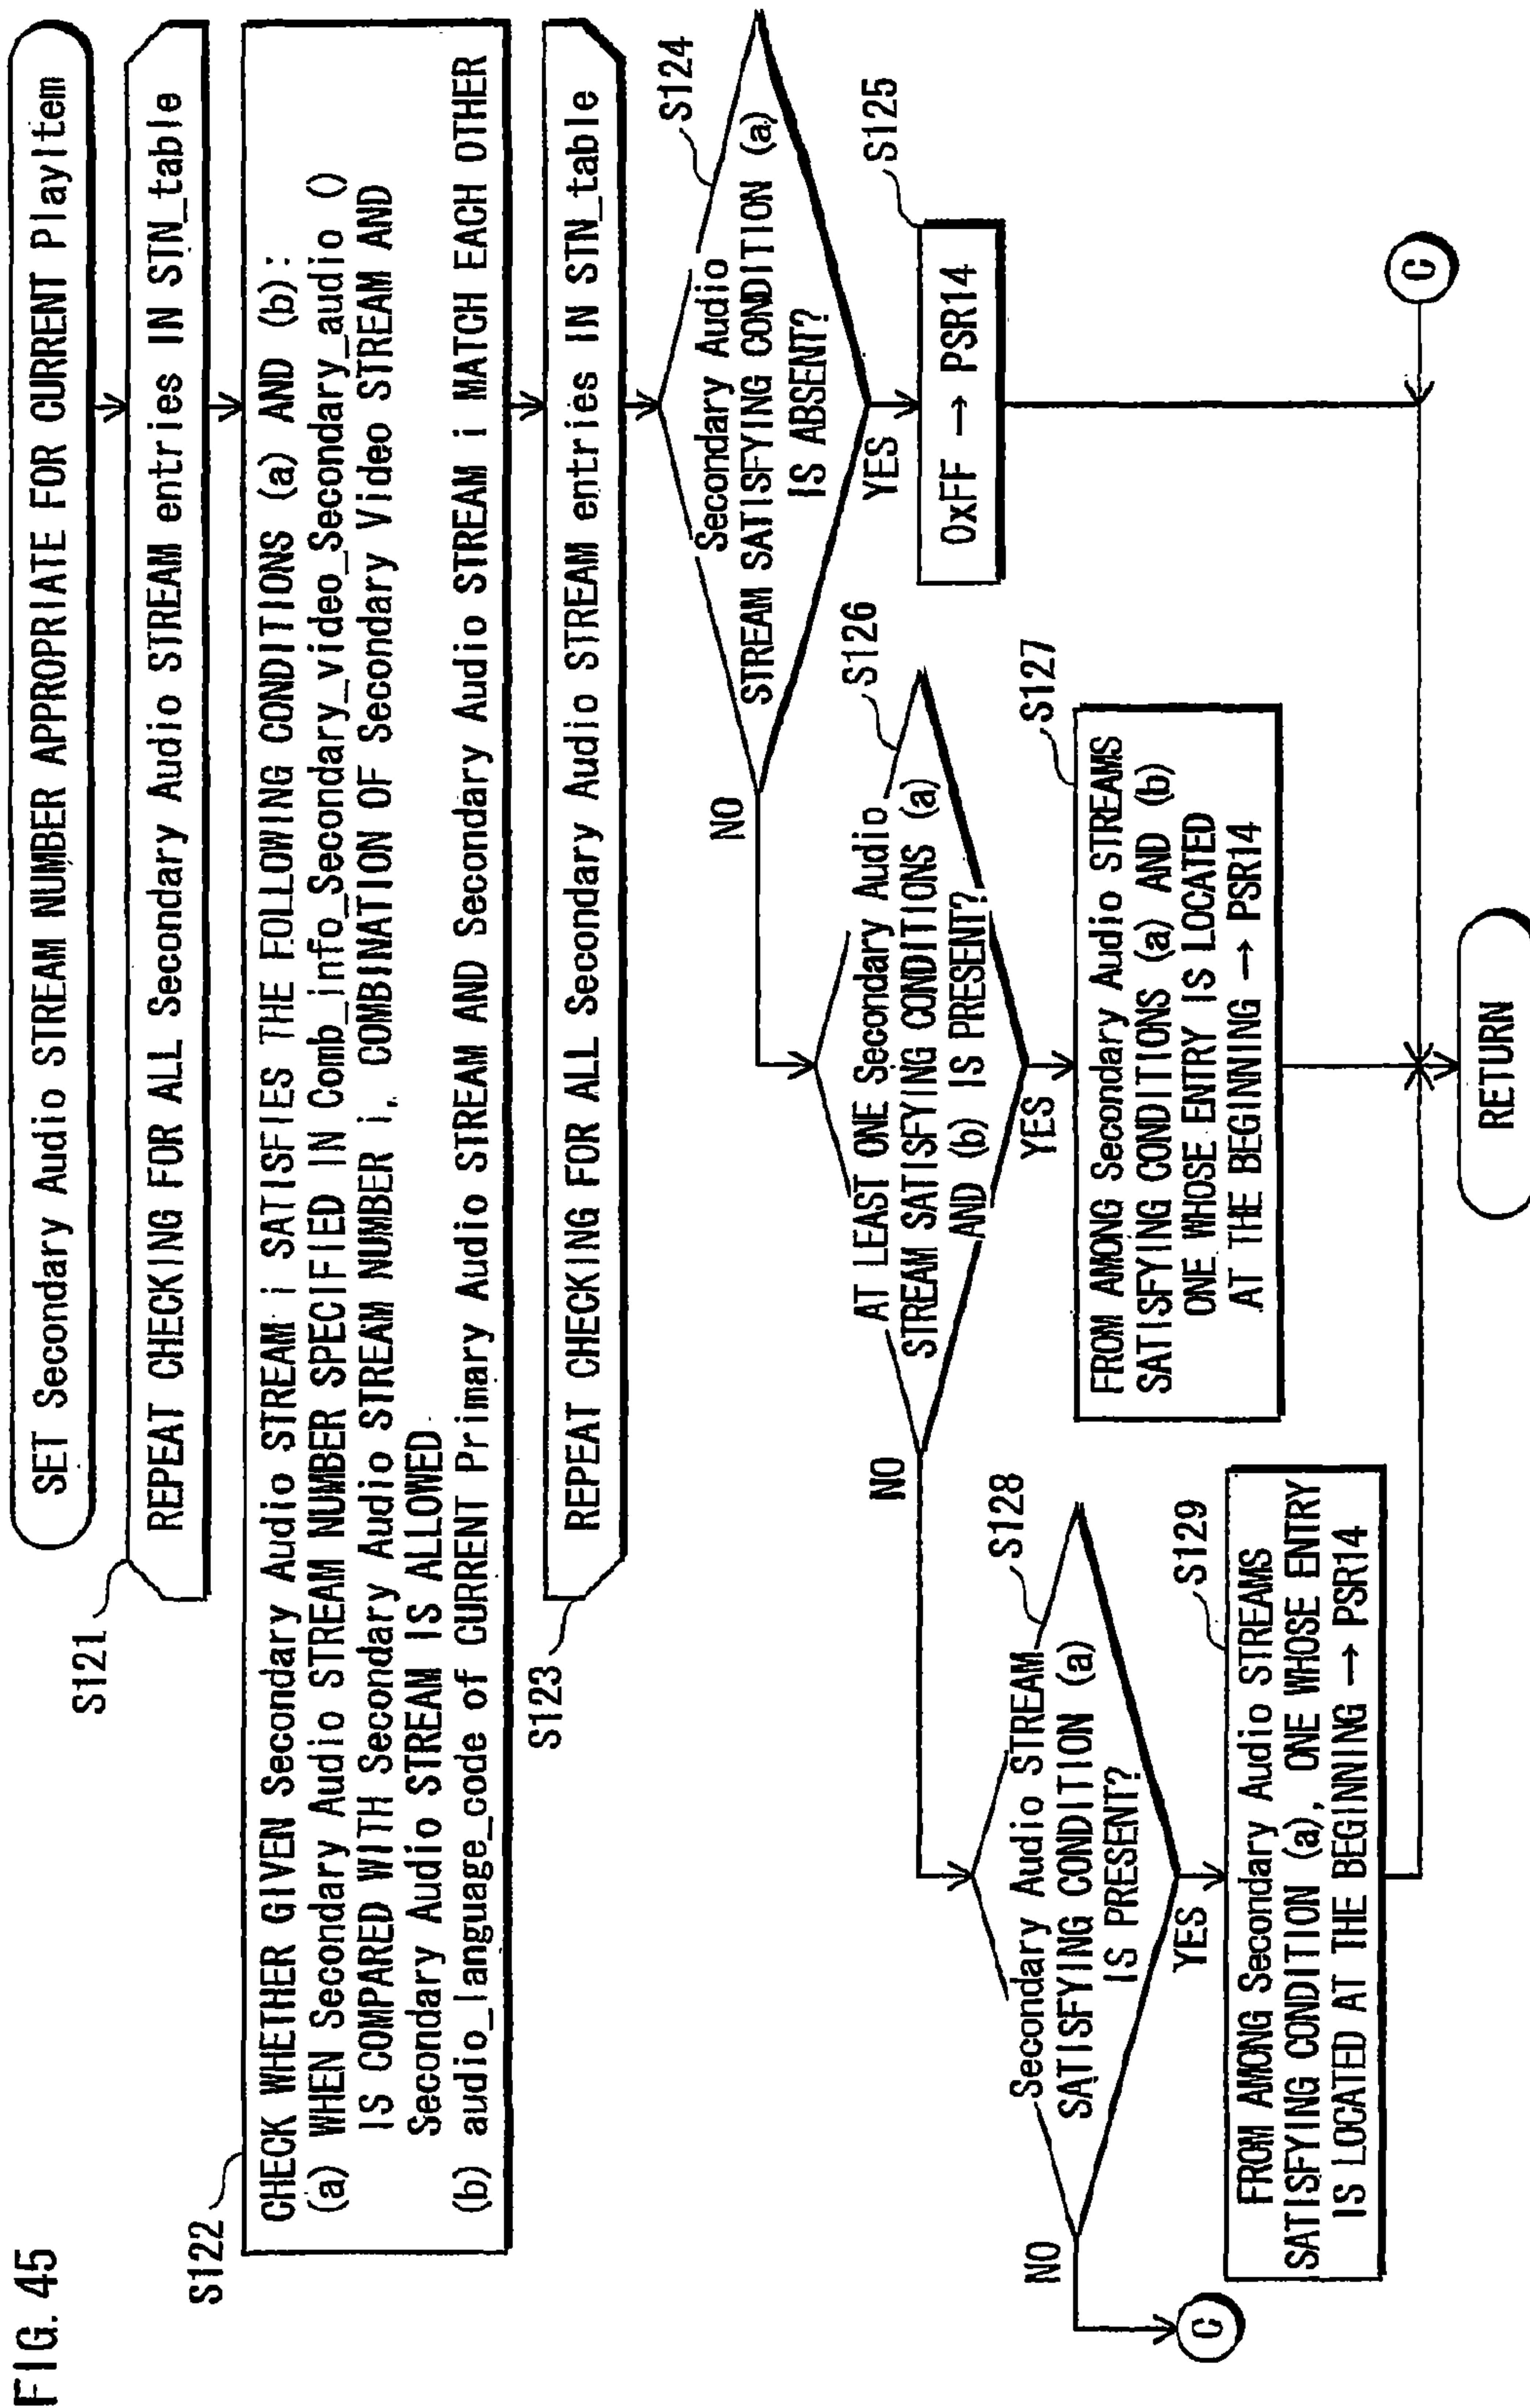 FIG. 45
SET Secondary Audio STREAM NUMBER APPROPRIATE FOR CURRENT PlayItem
S121
REPEAT CHECKING FOR ALL Secondary Audio STREAM entries IN STN_table
S122
CHECK WHETHER GIVEN Secondary Audio STREAM i SATISFIES THE FOLLOWING CONDITIONS (a) AND (b):
(a) WHEN Secondary Audio STREAM NUMBER SPECIFIED IN Comb_info_Secondary_video_Secondary_audio ()
IS COMPARED WITH Secondary Audio STREAM NUMBER i, COMBINATION OF Secondary Video STREAM AND
Secondary Audio STREAM IS ALLOWED
(b) audio_language_code of CURRENT Primary Audio STREAM AND Secondary Audio STREAM i MATCH EACH OTHER
S123
REPEAT CHECKING FOR ALL Secondary Audio STREAM entries IN STN_table
S124
Secondary Audio
STREAM SATISFYING CONDITION (a)
IS ABSENT?
YES
NO
S125
0xFF → PSR14
S126
AT LEAST ONE Secondary Audio
STREAM SATISFYING CONDITIONS (a)
AND (b) IS PRESENT?
YES
NO
S127
FROM AMONG Secondary Audio STREAMS
SATISFYING CONDITIONS (a) AND (b)
ONE WHOSE ENTRY IS LOCATED
AT THE BEGINNING → PSR14
S128
Secondary Audio STREAM
SATISFYING CONDITION (a)
IS PRESENT?
YES
NO
S129
FROM AMONG Secondary Audio STREAMS
SATISFYING CONDITION (a), ONE WHOSE ENTRY
IS LOCATED AT THE BEGINNING → PSR14
C
C
RETURN